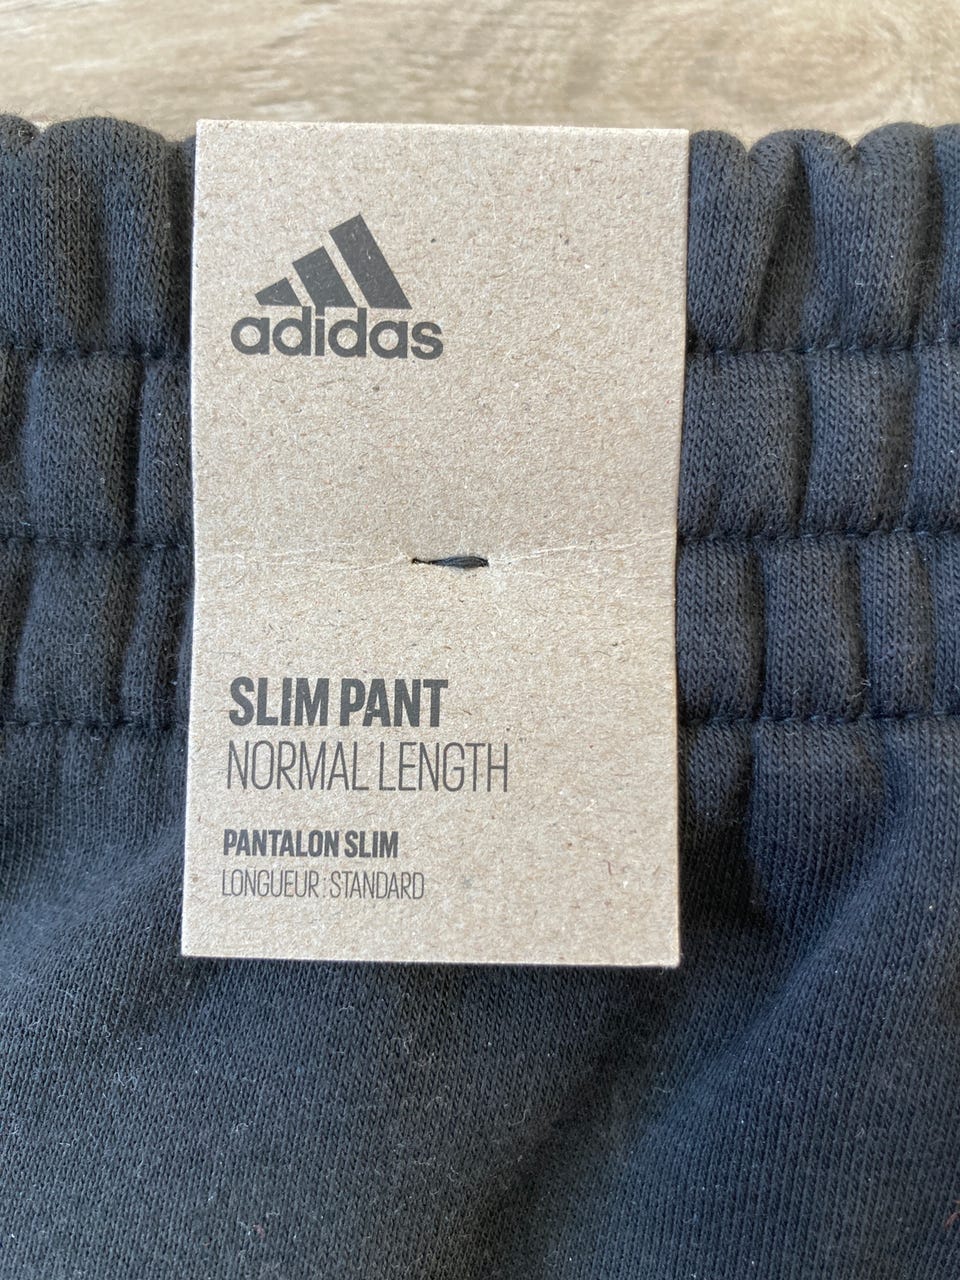 adidas
SLIM PANT
NORMAL LENGTH
PANTALON SLIM
LONGUEUR : STANDARD